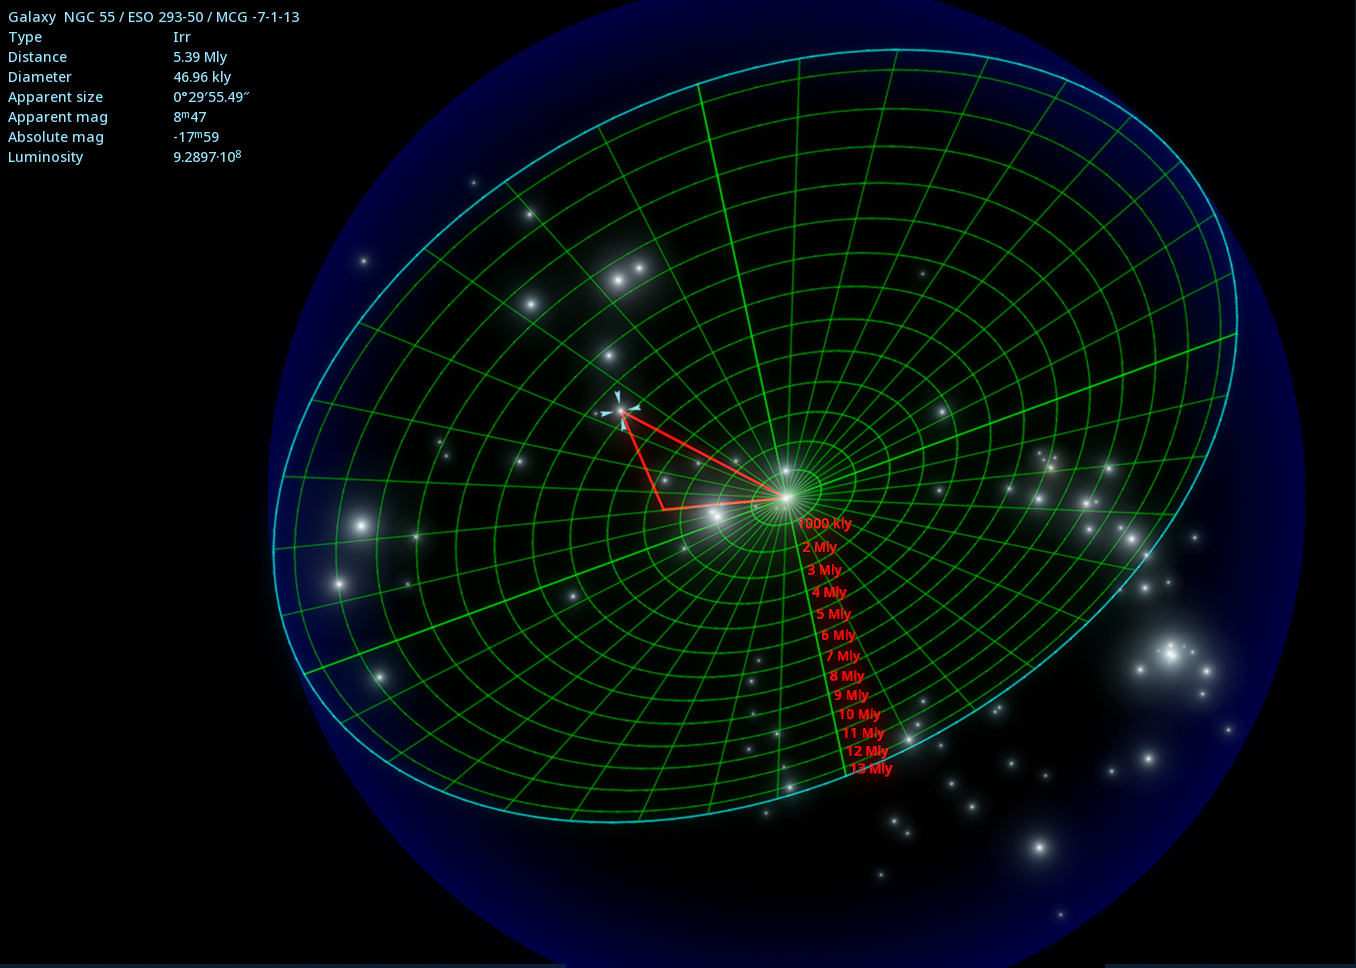 Galaxy NGC 55 / ESO 293-50 / MCG -7-1-13
Type Irr
Distance 5.39 Mly
Diameter 46.96 kly
Apparent size 0°29′55.49″
Apparent mag 8ᵐ47
Absolute mag -17ᵐ59
Luminosity 9.2897·10⁸
1000 kly
2 Mly
3 Mly
4 Mly
5 Mly
6 Mly
7 Mly
8 Mly
9 Mly
10 Mly
11 Mly
12 Mly
13 Mly